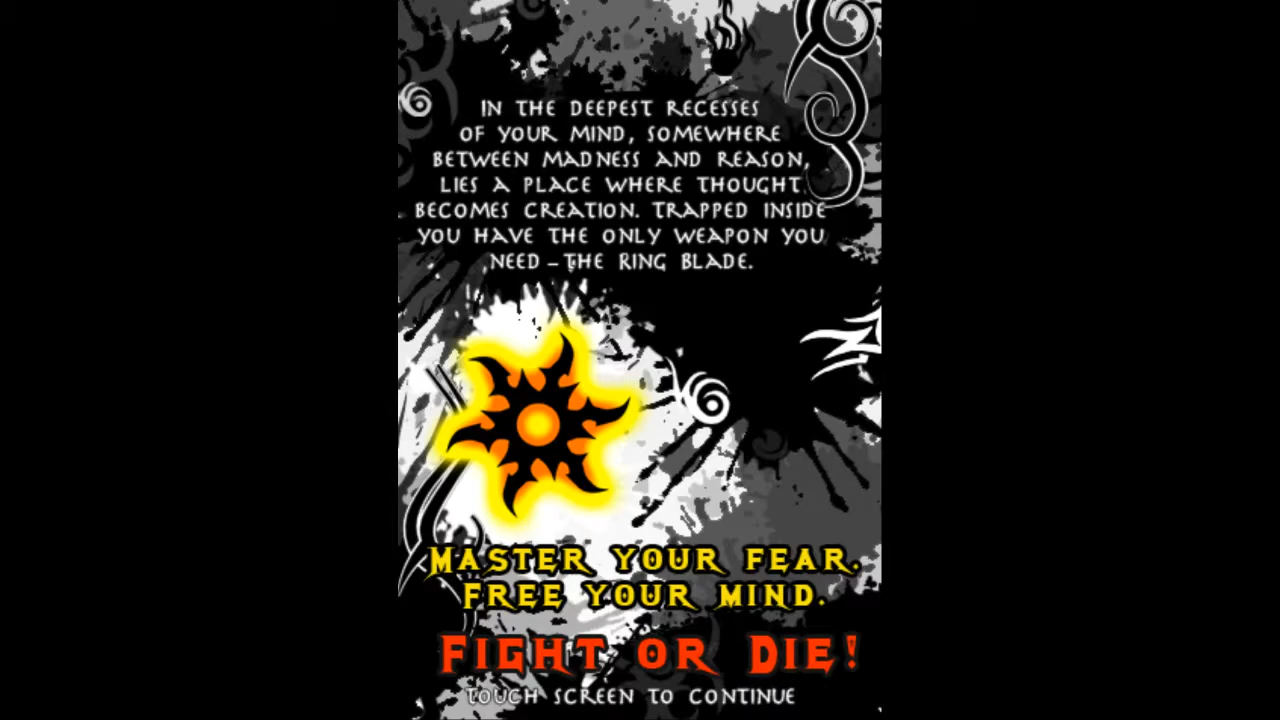 IN THE DEEPEST RECESSES
OF YOUR MIND, SOMEWHERE
BETWEEN MADNESS AND REASON,
LIES A PLACE WHERE THOUGHT
BECOMES CREATION. TRAPPED INSIDE
YOU HAVE THE ONLY WEAPON YOU
NEED - THE RING BLADE.
MASTER YOUR FEAR.
FREE YOUR MIND.
FIGHT OR DIE!
TOUCH SCREEN TO CONTINUE